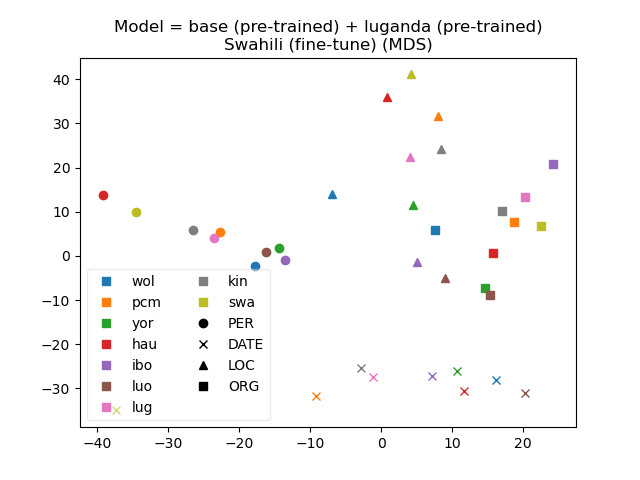 Model = base (pre-trained) + luganda (pre-trained)
Swahili (fine-tune) (MDS)
40
30
20
10
0
−10
−20
−30
wol
pcm
yor
hau
ibo
luo
lug
kin
swa
PER
DATE
LOC
ORG
−40
−30
−20
−10
0
10
20